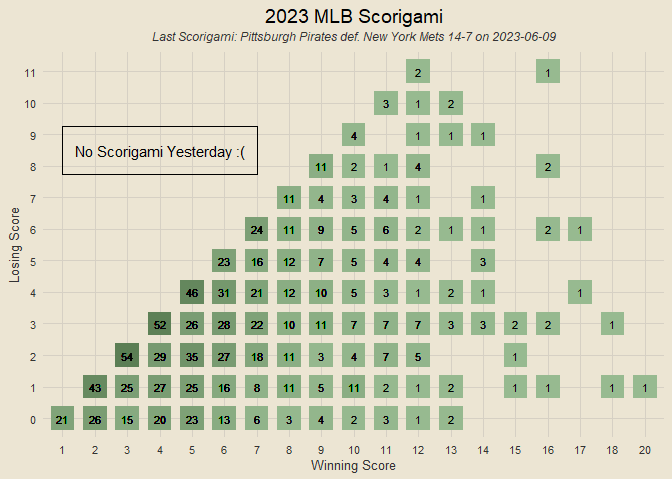 2023 MLB Scorigami
Last Scorigami: Pittsburgh Pirates def. New York Mets 14-7 on 2023-06-09
11 2 1
10 3 1 2
9 4 1 1 1
No Scorigami Yesterday :(
8 11 2 1 4 2
7 11 4 3 4 1 1
6 24 11 9 5 6 2 1 1 2 1
5 23 16 12 7 5 4 4 3
4 46 31 21 12 10 5 3 1 2 1 1
3 52 26 28 22 10 11 7 7 7 3 3 2 2 1
2 54 29 35 27 18 11 3 4 7 5 1
1 43 25 27 25 16 8 11 5 11 2 1 2 1 1 1 1
0 21 26 15 20 23 13 6 3 4 2 3 1 2
1 2 3 4 5 6 7 8 9 10 11 12 13 14 15 16 17 18 20
Winning Score
Losing Score